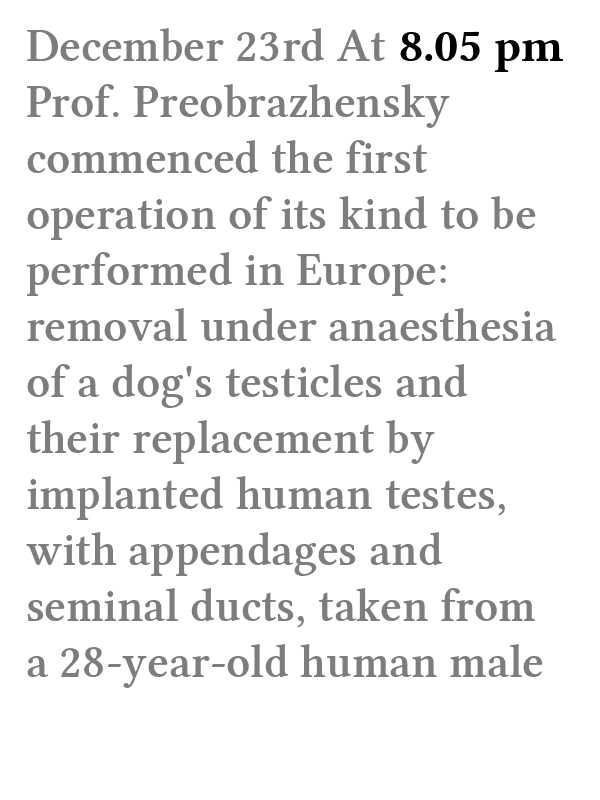 December 23rd At 8.05 pm
Prof. Preobrazhensky
commenced the first
operation of its kind to be
performed in Europe:
removal under anaesthesia
of a dog's testicles and
their replacement by
implanted human testes,
with appendages and
seminal ducts, taken from
a 28-year-old human male